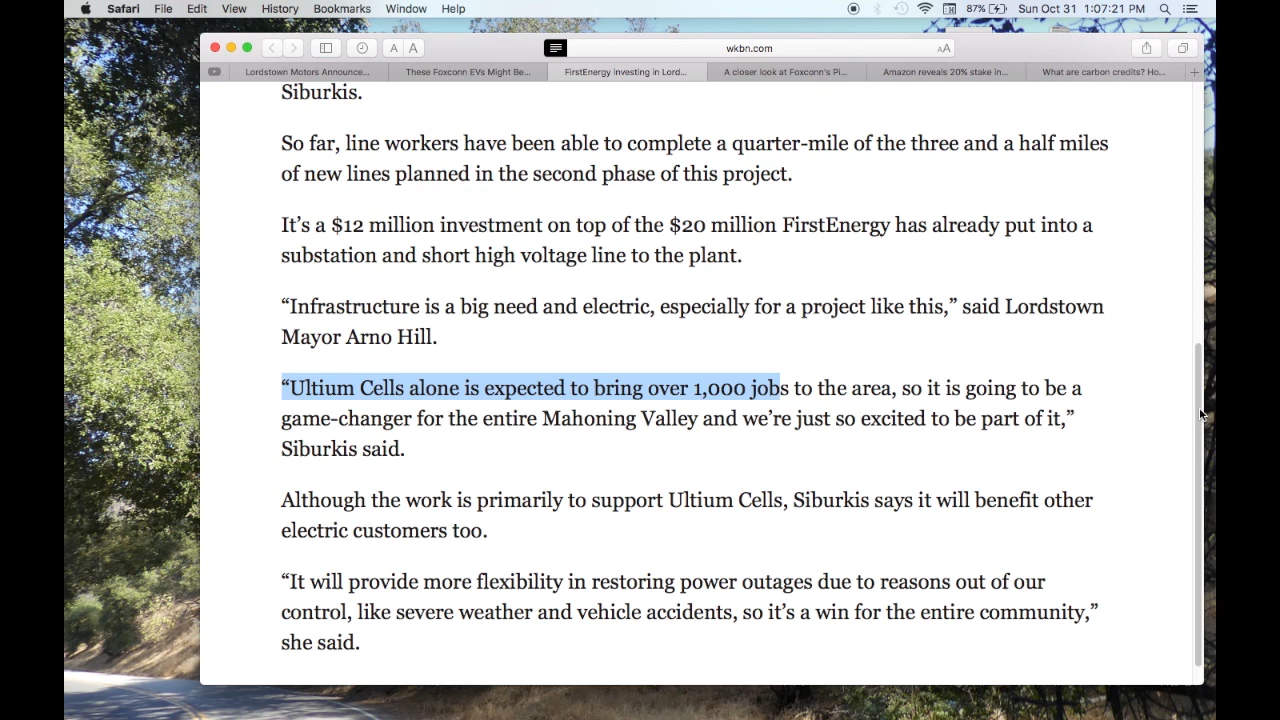 Safari File Edit View History Bookmarks Window Help 87% Sun Oct 31 1:07:21 PM
A A wkbn.com AA
Lordstown Motors Announce... These Foxconn EVs Might Be... FirstEnergy investing in Lord... A closer look at Foxconn's Pi... Amazon reveals 20% stake in... What are carbon credits? Ho...
Siburkis.
So far, line workers have been able to complete a quarter-mile of the three and a half miles
of new lines planned in the second phase of this project.
It’s a $12 million investment on top of the $20 million FirstEnergy has already put into a
substation and short high voltage line to the plant.
“Infrastructure is a big need and electric, especially for a project like this,” said Lordstown
Mayor Arno Hill.
“Ultium Cells alone is expected to bring over 1,000 jobs to the area, so it is going to be a
game-changer for the entire Mahoning Valley and we’re just so excited to be part of it,”
Siburkis said.
Although the work is primarily to support Ultium Cells, Siburkis says it will benefit other
electric customers too.
“It will provide more flexibility in restoring power outages due to reasons out of our
control, like severe weather and vehicle accidents, so it’s a win for the entire community,”
she said.